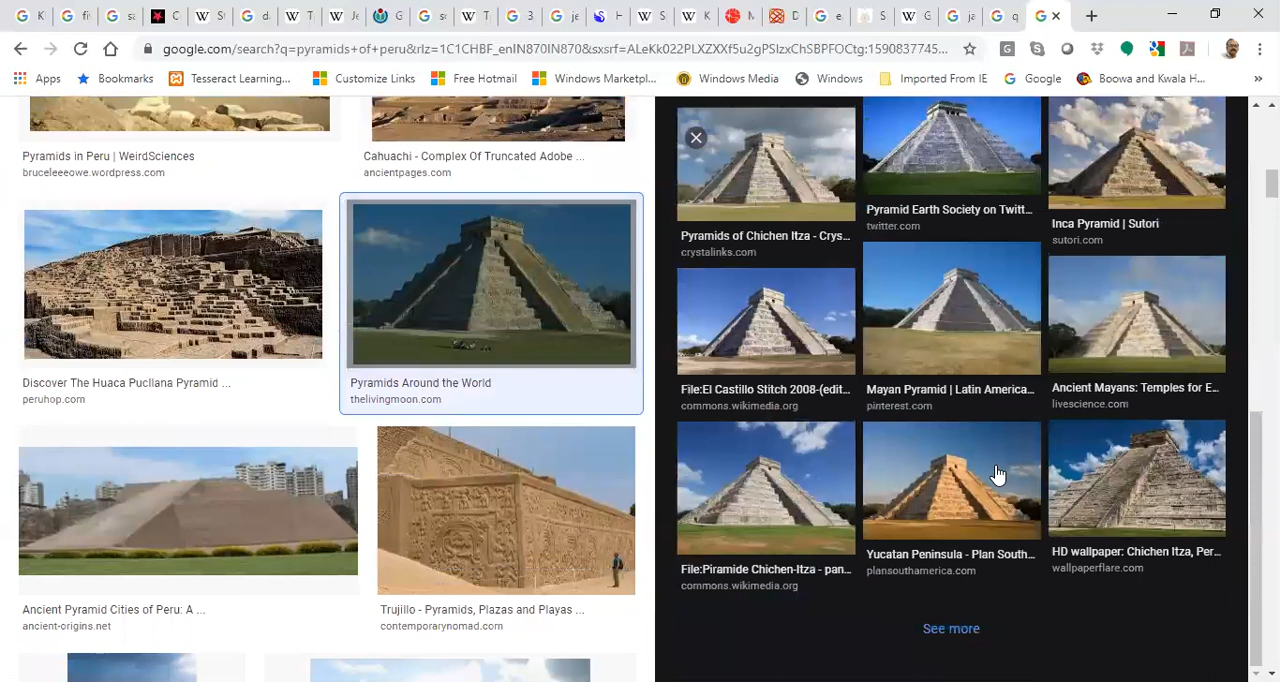 google.com/search?q=pyramids+of+peru&rlz=1C1CHBF_enIN870IN870&sxsrf=ALeKk022PLXZXXf5u2gPSlzxChSBPFOCtg:1590837745...
Apps
Bookmarks
Tesseract Learning...
Customize Links
Free Hotmail
Windows Marketpl...
Windows Media
Windows
Imported From IE
Google
Boowa and Kwala H...
»
Pyramids in Peru | WeirdSciences
bruceleeeowe.wordpress.com
Cahuachi - Complex Of Truncated Adobe ...
ancientpages.com
Discover The Huaca Pucllana Pyramid ...
peruhop.com
Pyramids Around the World
thelivingmoon.com
Ancient Pyramid Cities of Peru: A ...
ancient-origins.net
Trujillo - Pyramids, Plazas and Playas ...
contemporarynomad.com
Pyramids of Chichen Itza - Crys...
crystalinks.com
Pyramid Earth Society on Twitt...
twitter.com
Inca Pyramid | Sutori
sutori.com
File:El Castillo Stitch 2008-(edit...
commons.wikimedia.org
Mayan Pyramid | Latin America...
pinterest.com
Ancient Mayans: Temples for E...
livescience.com
File:Piramide Chichen-Itza - pan...
commons.wikimedia.org
Yucatan Peninsula - Plan South...
plansouthamerica.com
HD wallpaper: Chichen Itza, Per...
wallpaperflare.com
See more